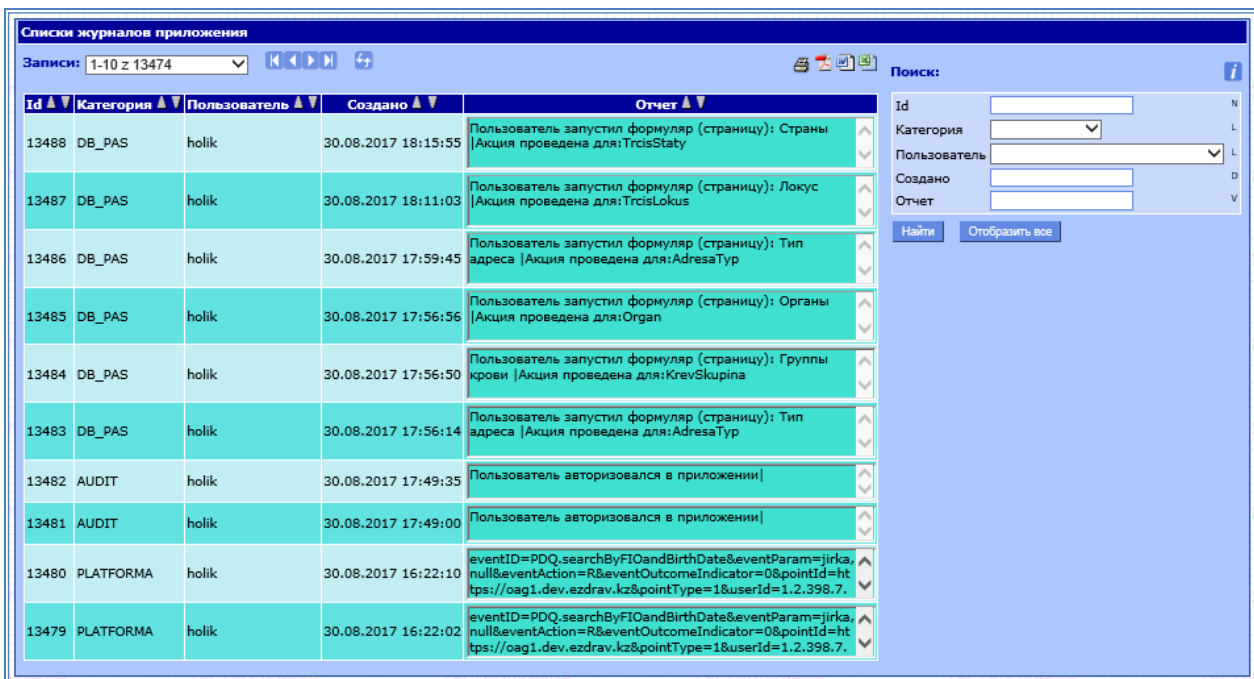 Списки журналов приложения
Записи: 1-10 z 13474
Поиск:
Id Категория Пользователь Создано Отчет
13488 DB_PAS holik 30.08.2017 18:15:55 Пользователь запустил формуляр (страницу): Страны
|Акция проведена для:TrcisStaty
13487 DB_PAS holik 30.08.2017 18:11:03 Пользователь запустил формуляр (страницу): Локус
|Акция проведена для:TrcisLokus
13486 DB_PAS holik 30.08.2017 17:59:45 Пользователь запустил формуляр (страницу): Тип
адреса |Акция проведена для:AdresaTyp
13485 DB_PAS holik 30.08.2017 17:56:56 Пользователь запустил формуляр (страницу): Органы
|Акция проведена для:Organ
13484 DB_PAS holik 30.08.2017 17:56:50 Пользователь запустил формуляр (страницу): Группы
крови |Акция проведена для:KrevSkupina
13483 DB_PAS holik 30.08.2017 17:56:14 Пользователь запустил формуляр (страницу): Тип
адреса |Акция проведена для:AdresaTyp
13482 AUDIT holik 30.08.2017 17:49:35 Пользователь авторизовался в приложении|
13481 AUDIT holik 30.08.2017 17:49:00 Пользователь авторизовался в приложении|
13480 PLATFORMA holik 30.08.2017 16:22:10 eventID=PDQ.searchByFIOandBirthDate&eventParam=jirka,
null&eventAction=R&eventOutcomeIndicator=0&pointId=ht
tps://oag1.dev.ezdrav.kz&pointType=1&userId=1.2.398.7.
13479 PLATFORMA holik 30.08.2017 16:22:02 eventID=PDQ.searchByFIOandBirthDate&eventParam=jirka,
null&eventAction=R&eventOutcomeIndicator=0&pointId=ht
tps://oag1.dev.ezdrav.kz&pointType=1&userId=1.2.398.7.
Id N
Категория L
Пользователь L
Создано D
Отчет V
Найти Отобразить все